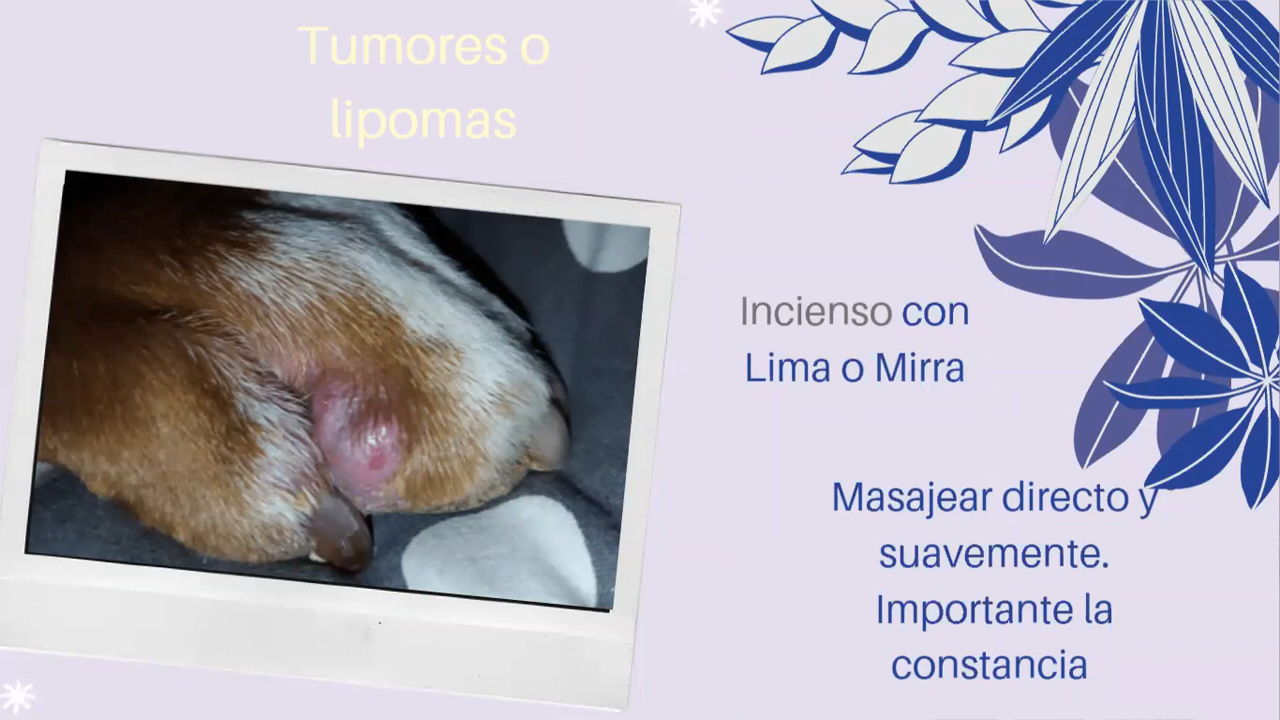 Tumores o
lipomas
Incienso con
Lima o Mirra
Masajear directo y
suavemente.
Importante la
constancia